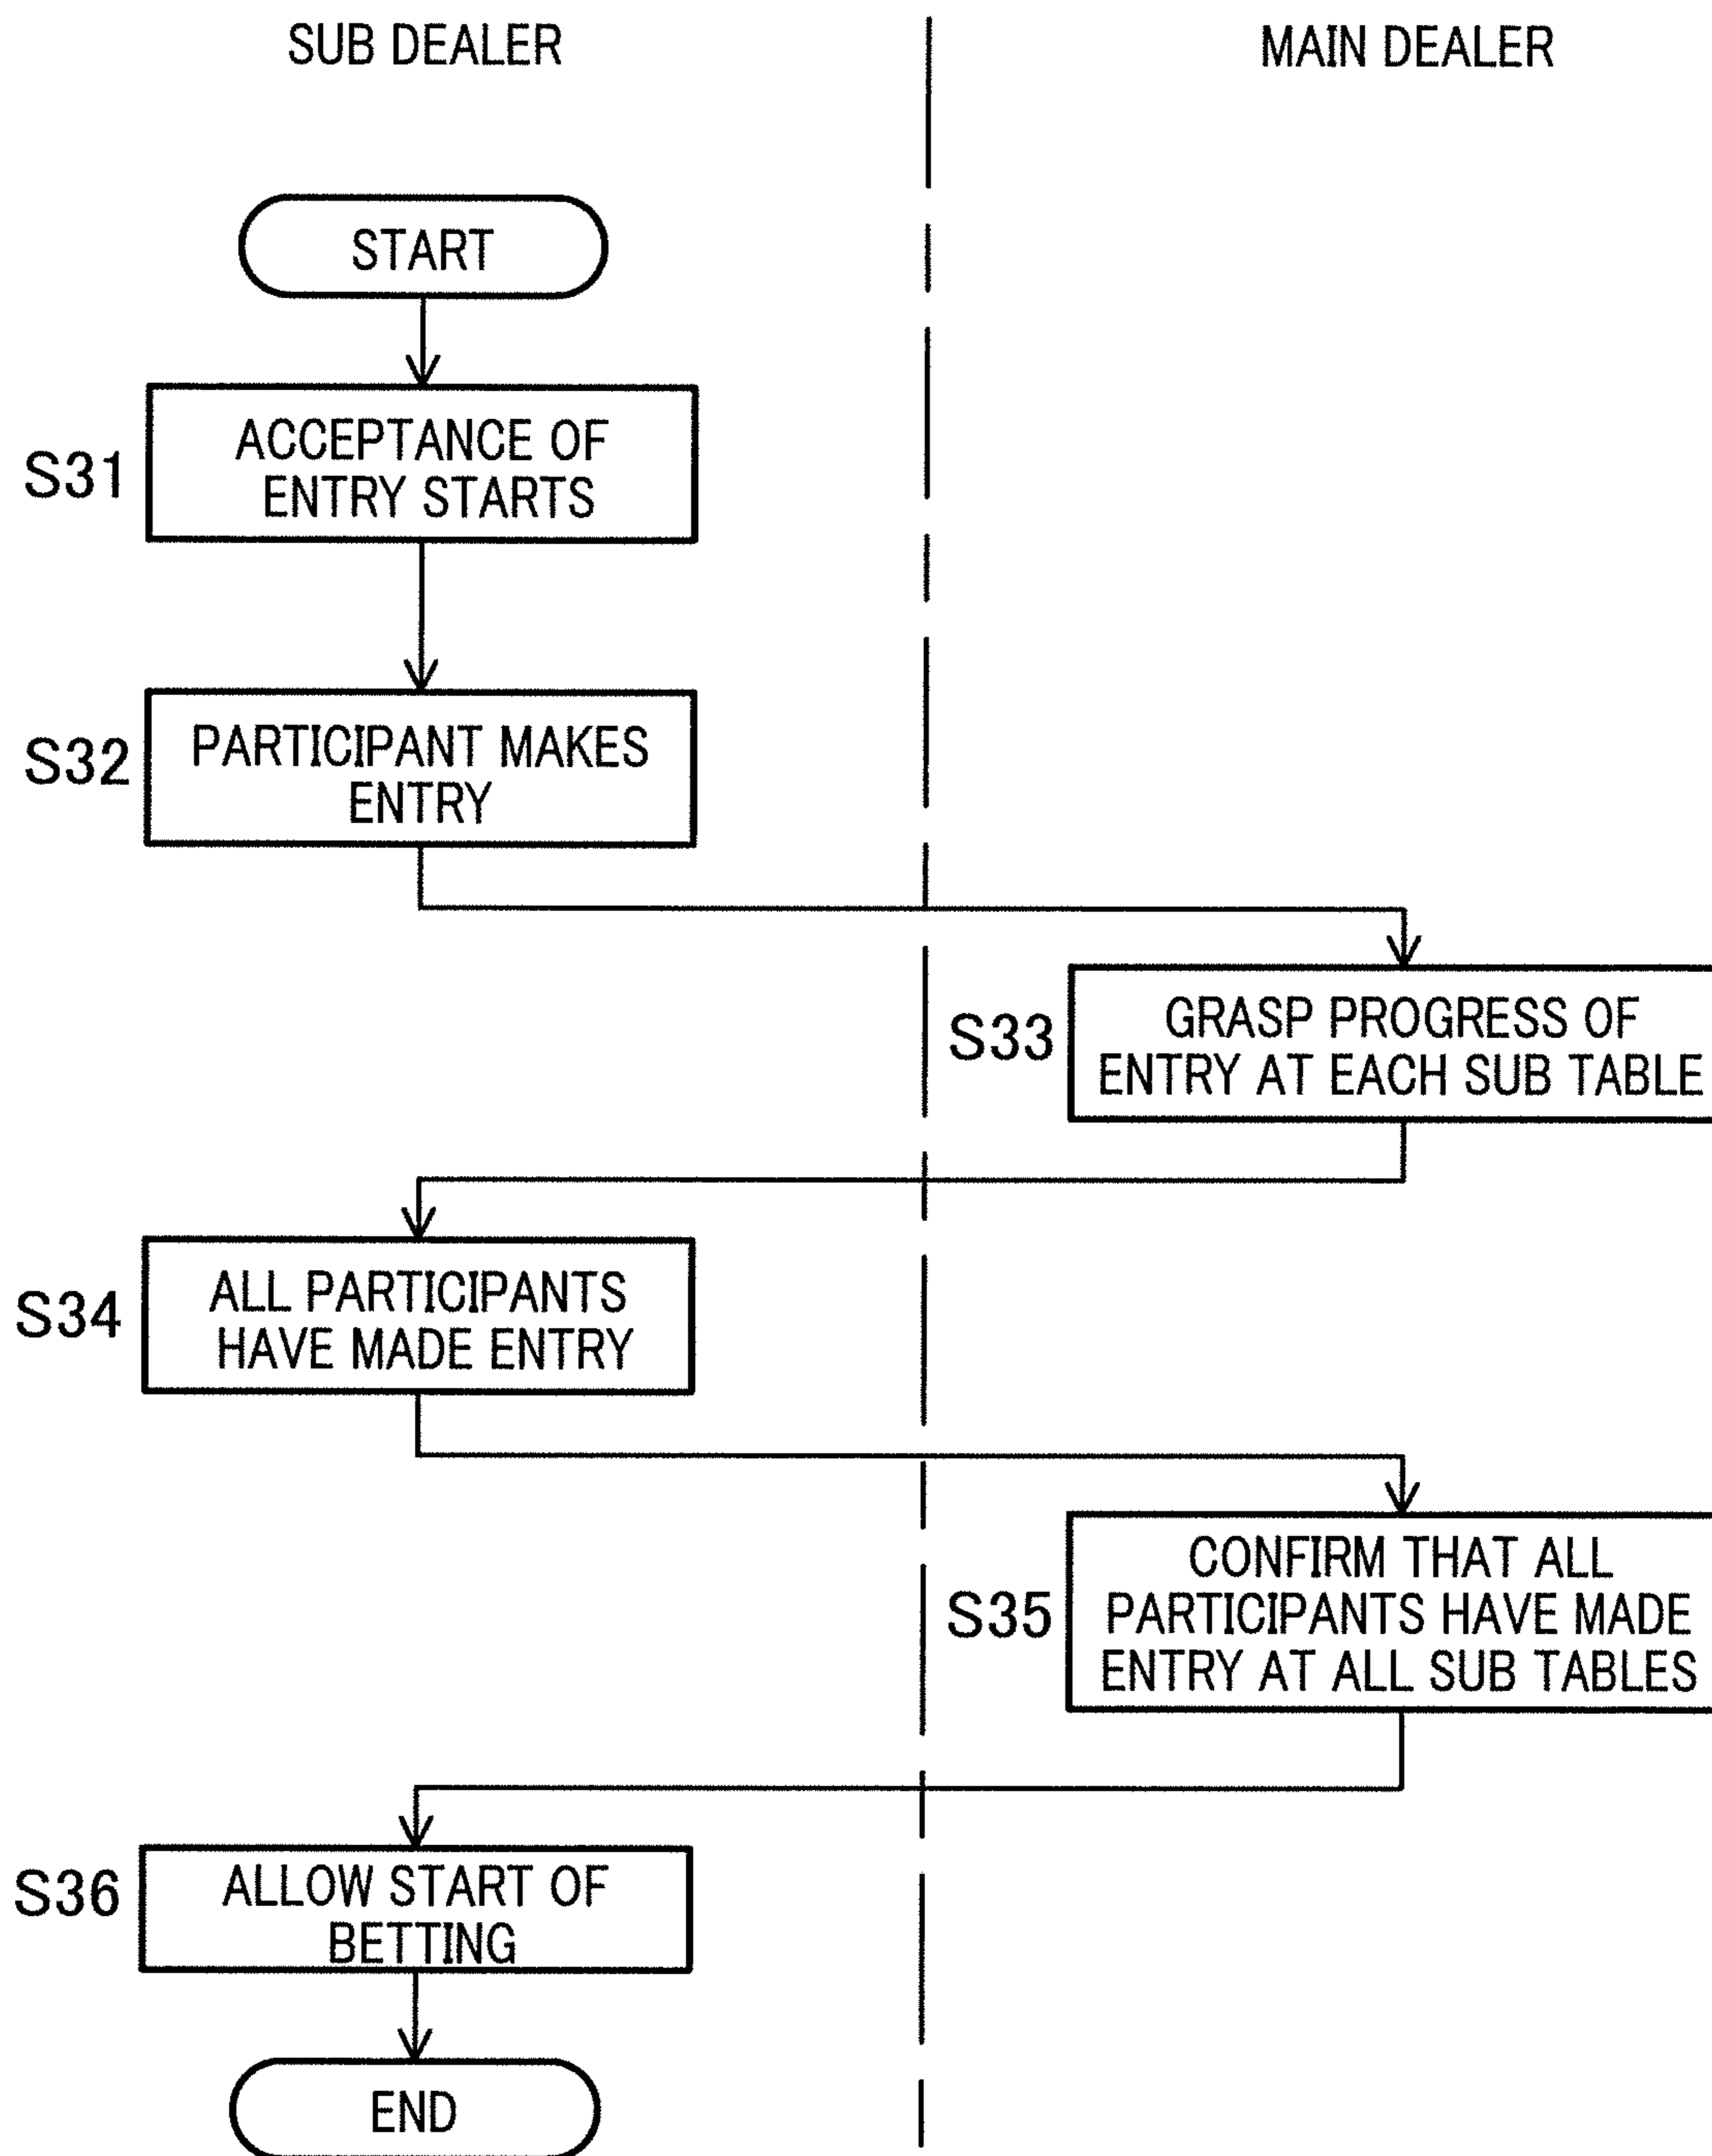 SUB DEALER
MAIN DEALER
START
S31
ACCEPTANCE OF
ENTRY STARTS
S32
PARTICIPANT MAKES
ENTRY
S33
GRASP PROGRESS OF
ENTRY AT EACH SUB TABLE
S34
ALL PARTICIPANTS
HAVE MADE ENTRY
S35
CONFIRM THAT ALL
PARTICIPANTS HAVE MADE
ENTRY AT ALL SUB TABLES
S36
ALLOW START OF
BETTING
END